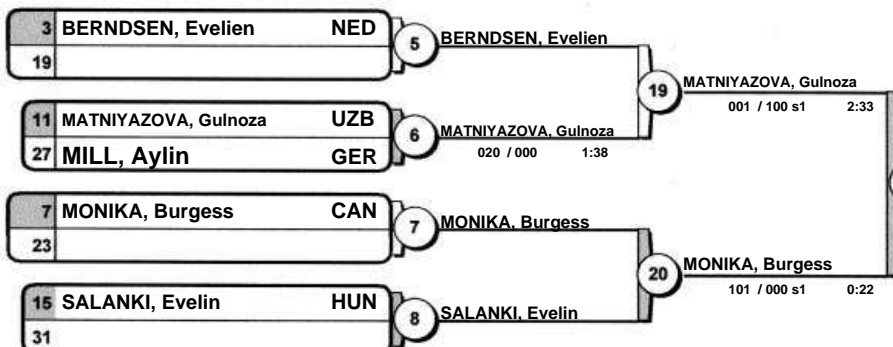 3 BERNDSEN, Evelien NED
19
5
BERNDSEN, Evelien
11 MATNIYAZOVA, Gulnoza UZB
27 MILL, Aylin GER
6
MATNIYAZOVA, Gulnoza
020 / 000 1:38
19
MATNIYAZOVA, Gulnoza
001 / 100 s1 2:33
7 MONIKA, Burgess CAN
23
7
MONIKA, Burgess
15 SALANKI, Evelin HUN
31
8
SALANKI, Evelin
20
MONIKA, Burgess
101 / 000 s1 0:22